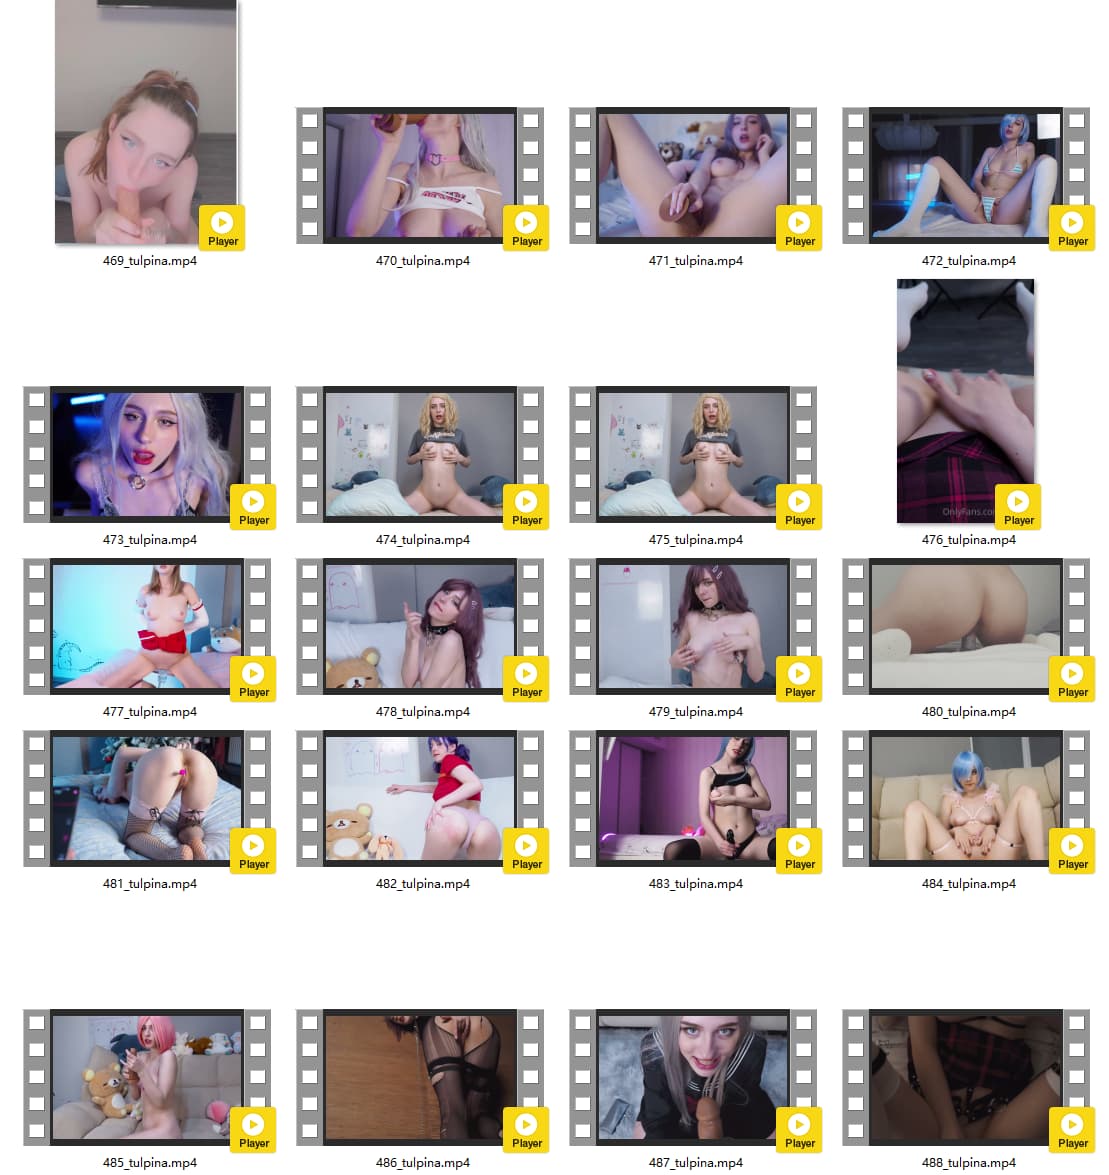 Player
469_tulpina.mp4
Player
470_tulpina.mp4
Player
471_tulpina.mp4
Player
472_tulpina.mp4
Player
473_tulpina.mp4
Player
474_tulpina.mp4
Player
475_tulpina.mp4
Player
476_tulpina.mp4
Player
477_tulpina.mp4
Player
478_tulpina.mp4
Player
479_tulpina.mp4
Player
480_tulpina.mp4
Player
481_tulpina.mp4
Player
482_tulpina.mp4
Player
483_tulpina.mp4
Player
484_tulpina.mp4
Player
485_tulpina.mp4
Player
486_tulpina.mp4
Player
487_tulpina.mp4
Player
488_tulpina.mp4